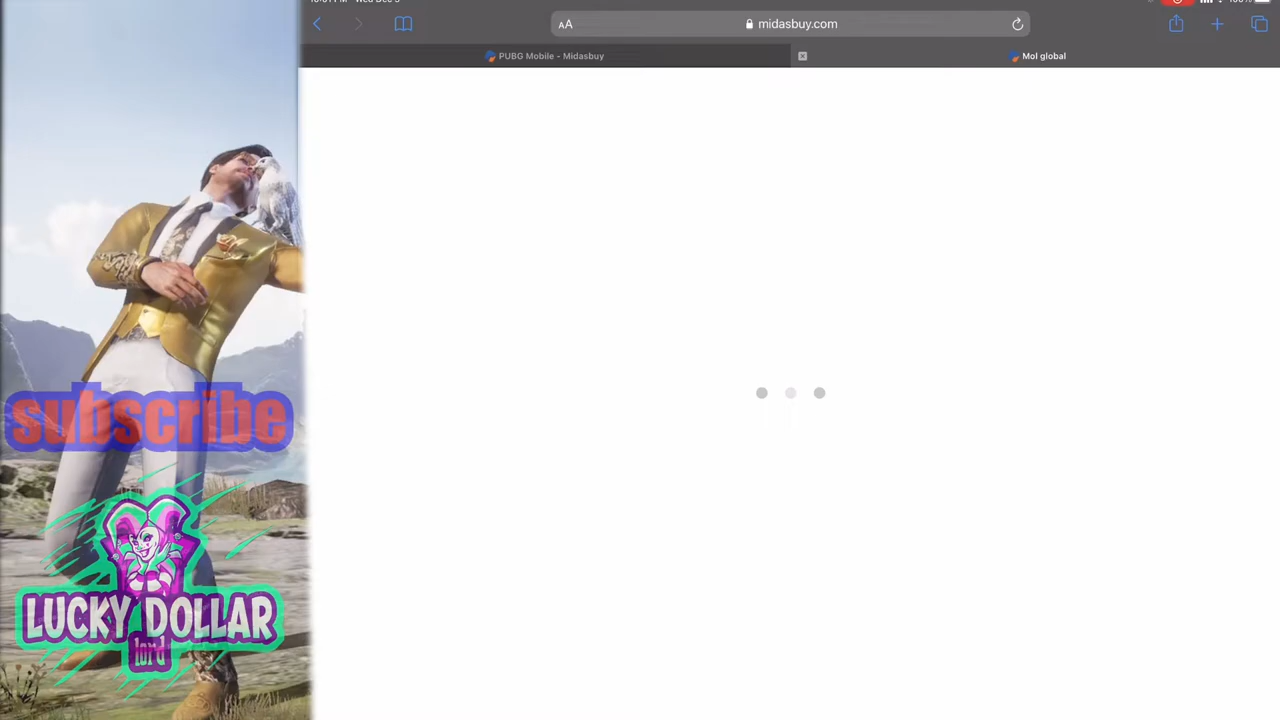 AA
midasbuy.com
PUBG Mobile - Midasbuy
Mol global
subscribe
LUCKY DOLLAR
lord